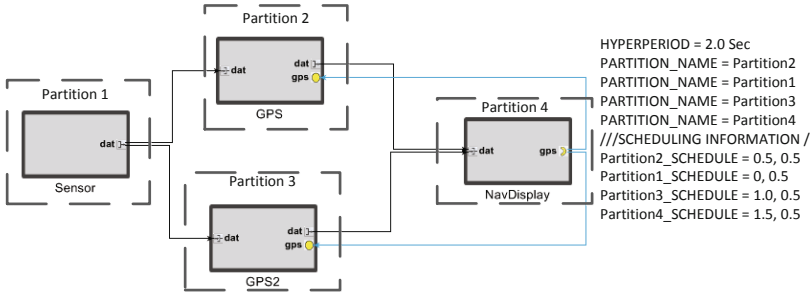 Partition 2
dat
dat
gps
GPS
Partition 1
dat
Sensor
Partition 3
dat
dat
gps
GPS2
Partition 4
dat
gps
NavDisplay
HYPERPERIOD = 2.0 Sec
PARTITION_NAME = Partition2
PARTITION_NAME = Partition1
PARTITION_NAME = Partition3
PARTITION_NAME = Partition4
///SCHEDULING INFORMATION /
Partition2_SCHEDULE = 0.5, 0.5
Partition1_SCHEDULE = 0, 0.5
Partition3_SCHEDULE = 1.0, 0.5
Partition4_SCHEDULE = 1.5, 0.5